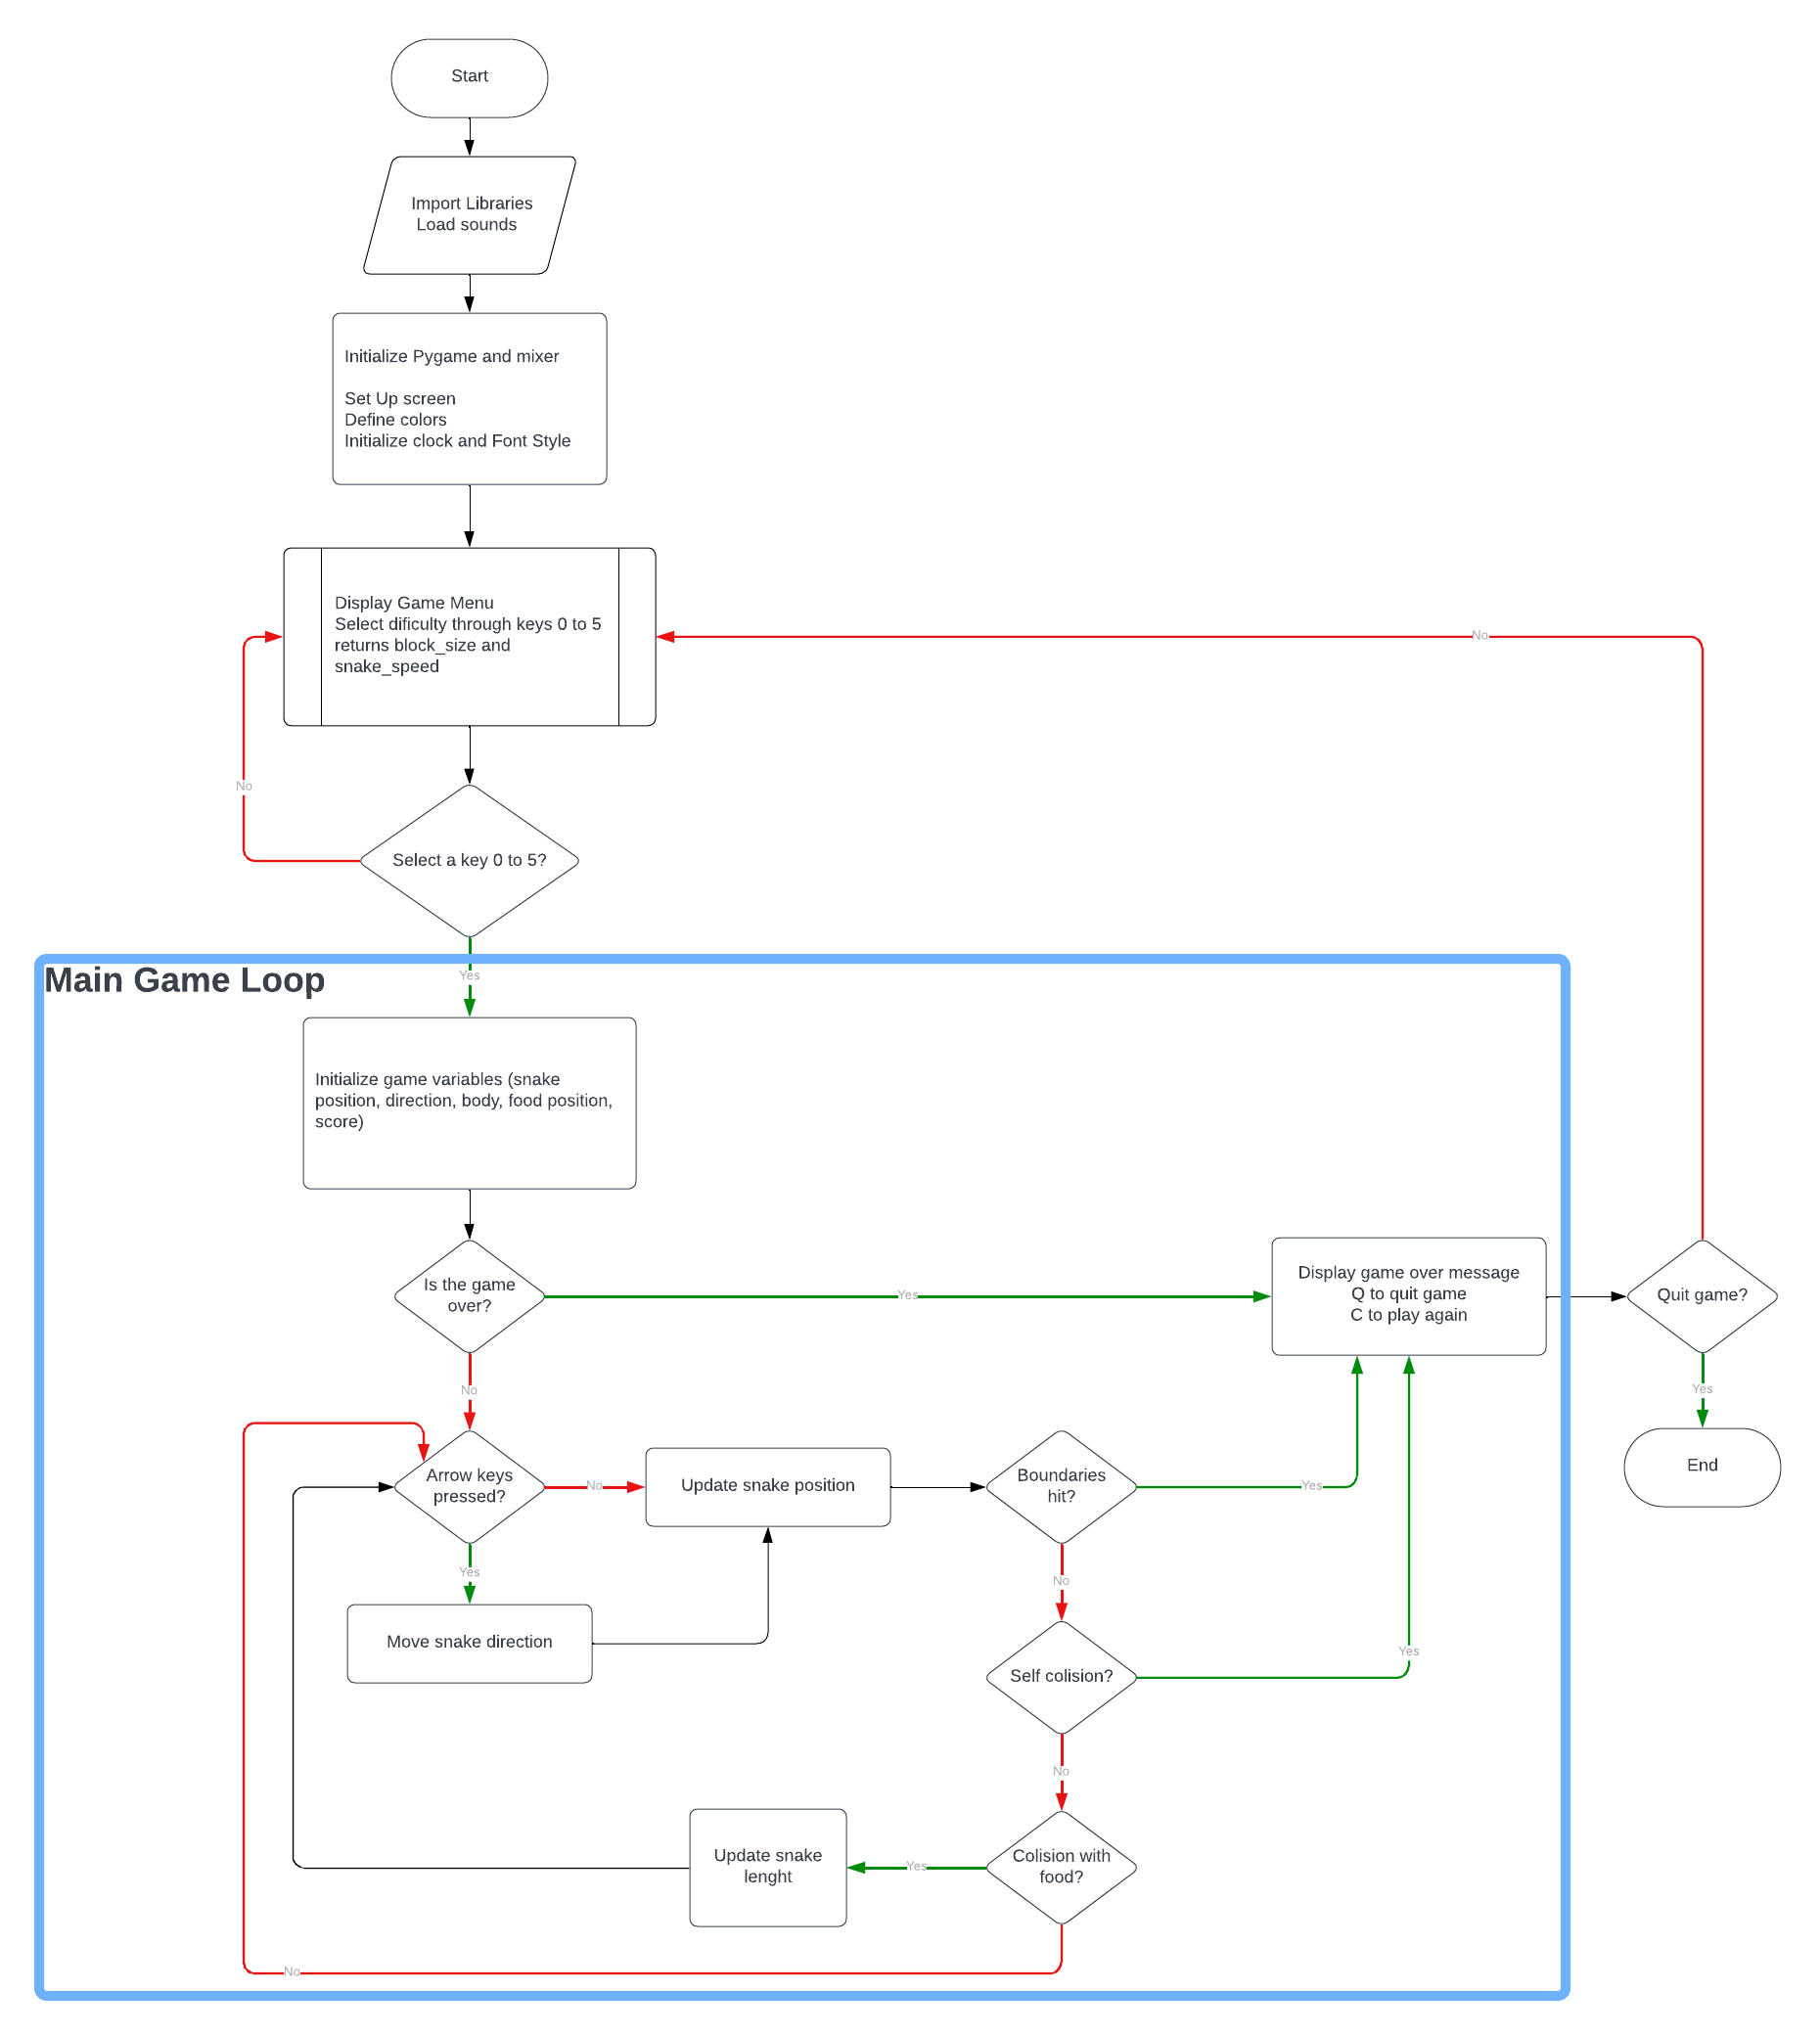 Start
Import Libraries
Load sounds
Initialize Pygame and mixer
Set Up screen
Define colors
Initialize clock and Font Style
Display Game Menu
Select dificulty through keys 0 to 5
returns block_size and
snake_speed
No
No
Select a key 0 to 5?
Yes
Main Game Loop
Initialize game variables (snake
position, direction, body, food position,
score)
Is the game
over?
Yes
Display game over message
Q to quit game
C to play again
Quit game?
No
Yes
End
Arrow keys
pressed?
No
Update snake position
Boundaries
hit?
Yes
Yes
No
Move snake direction
Self colision?
Yes
No
Update snake
lenght
Yes
Colision with
food?
No